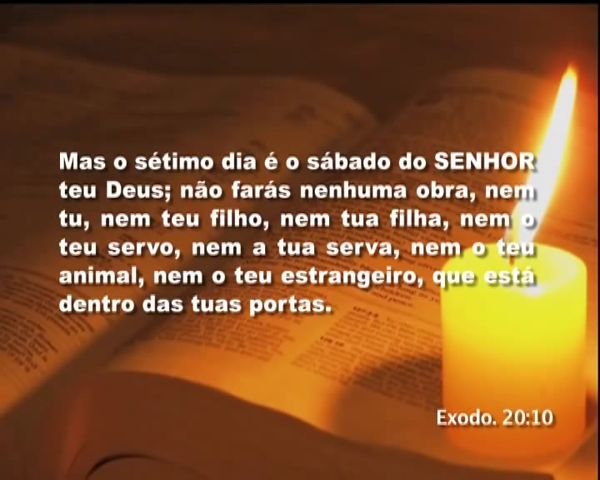 Mas o sétimo dia é o sábado do SENHOR
teu Deus; não farás nenhuma obra, nem
tu, nem teu filho, nem tua filha, nem o
teu servo, nem a tua serva, nem o teu
animal, nem o teu estrangeiro, que está
dentro das tuas portas.
Exodo. 20:10